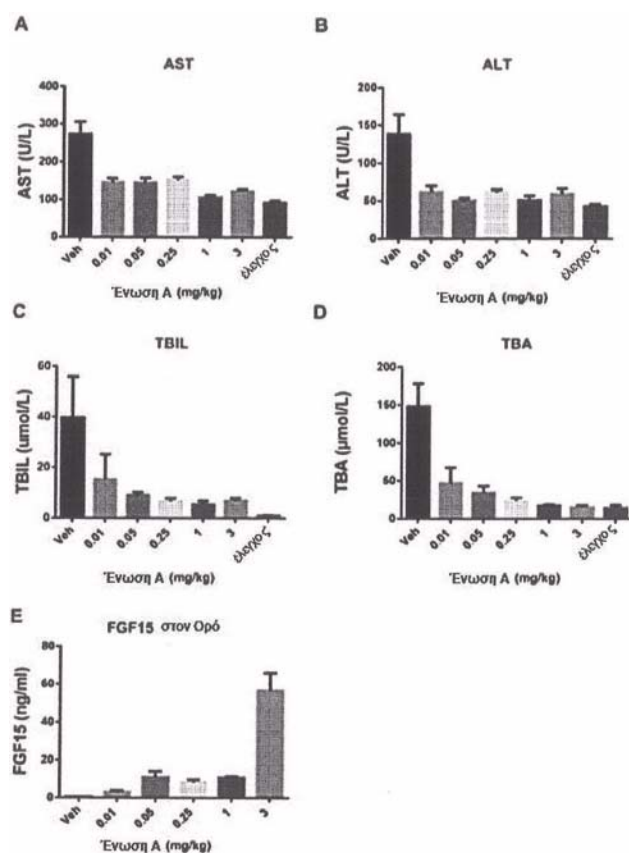 A
AST
AST (U/L)
400
300
200
100
0
Veh
0.01
0.05
0.25
1
3
έλεγχος
Ένωση Α (mg/kg)
B
ALT
ALT (U/L)
200
150
100
50
0
Veh
0.01
0.05
0.25
1
3
έλεγχος
Ένωση Α (mg/kg)
C
TBIL
TBIL (umol/L)
60
40
20
0
Veh
0.01
0.05
0.25
1
3
έλεγχος
Ένωση Α (mg/kg)
D
TBA
TBA (μmol/L)
200
150
100
50
0
Veh
0.01
0.05
0.25
1
3
έλεγχος
Ένωση Α (mg/kg)
E
FGF15 στον Ορό
FGF15 (ng/ml)
80
60
40
20
0
Veh
0.01
0.05
0.25
1
3
Ένωση Α (mg/kg)